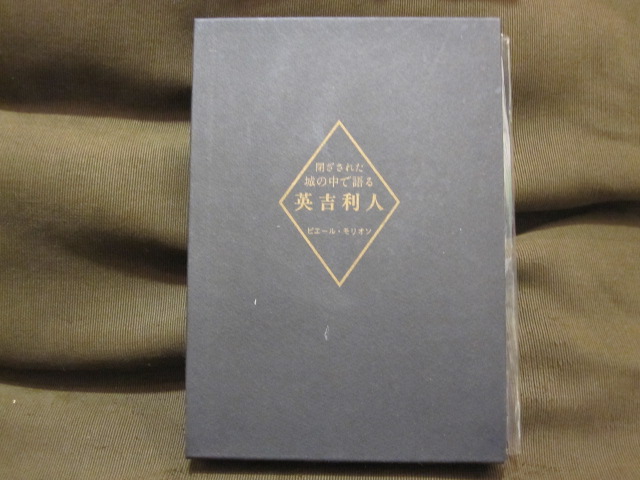 閉ざされた
城の中で語る
英吉利人
ピエール・モリオン